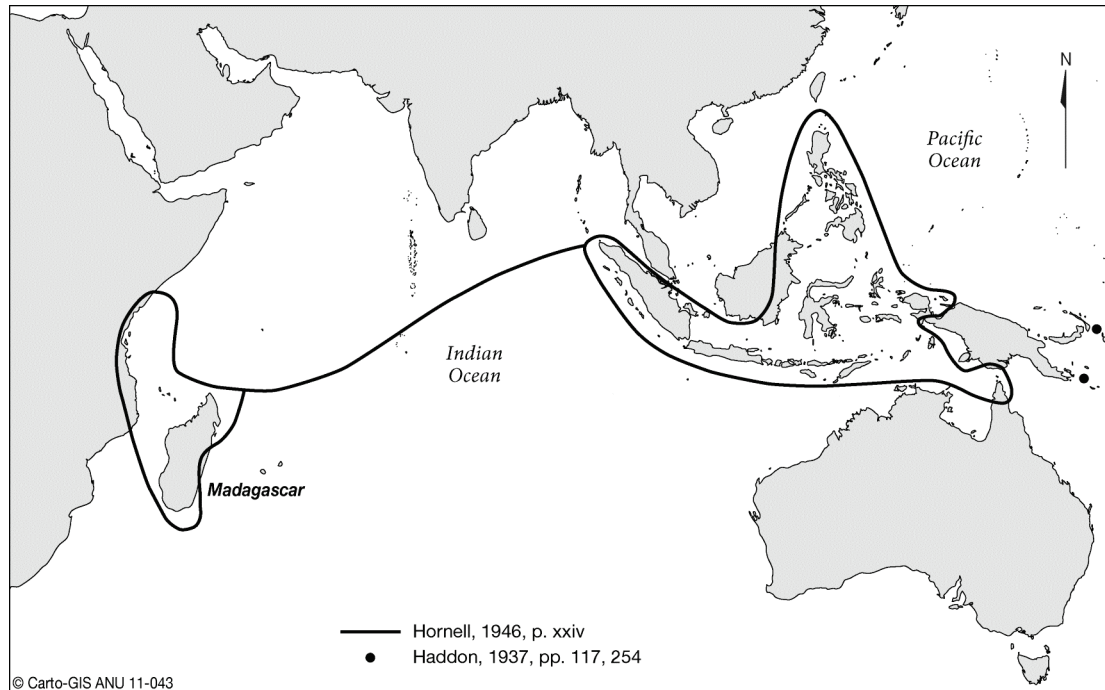 N
Pacific
Ocean
Indian
Ocean
Madagascar
Hornell, 1946, p. xxiv
Haddon, 1937, pp. 117, 254
© Carto-GIS ANU 11-043